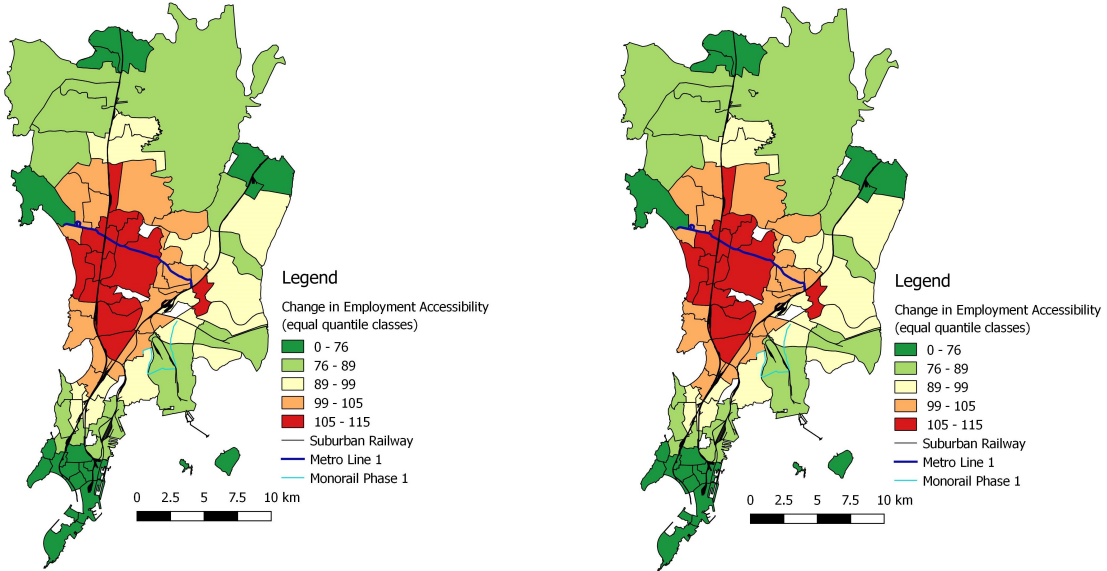 Legend
Change in Employment Accessibility
(equal quantile classes)
0 - 76
76 - 89
89 - 99
99 - 105
105 - 115
Suburban Railway
Metro Line 1
Monorail Phase 1
0 2.5 5 7.5 10 km
Legend
Change in Employment Accessibility
(equal quantile classes)
0 - 76
76 - 89
89 - 99
99 - 105
105 - 115
Suburban Railway
Metro Line 1
Monorail Phase 1
0 2.5 5 7.5 10 km